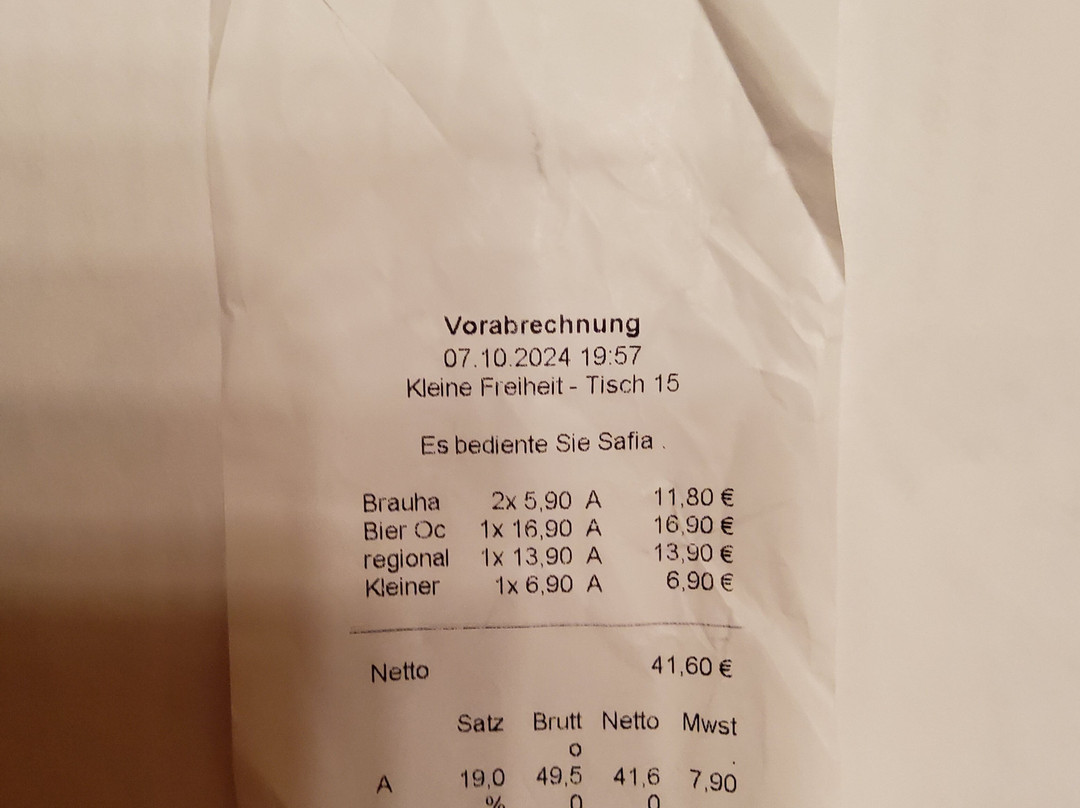 Vorabrechnung
07.10.2024 19:57
Kleine Freiheit - Tisch 15
Es bediente Sie Safia .
Brauha 2x 5,90 A 11,80 €
Bier Oc 1x 16,90 A 16,90 €
regional 1x 13,90 A 13,90 €
Kleiner 1x 6,90 A 6,90 €
Netto 41,60 €
Satz Brutt Netto Mwst
o .
A 19,0 49,5 41,6 7,90
% 0 0